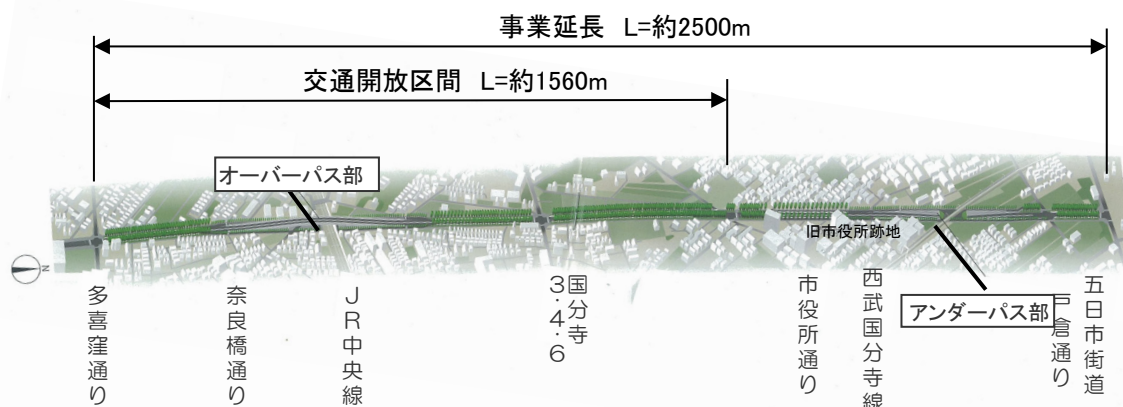 事業延長 L=約2500m
交通開放区間 L=約1560m
オーバーパス部
旧市役所跡地
アンダーパス部
N
多喜窪通り
奈良橋通り
JR中央線
国分寺
3・4・6
市役所通り
西武国分寺線
戸倉通り
五日市街道